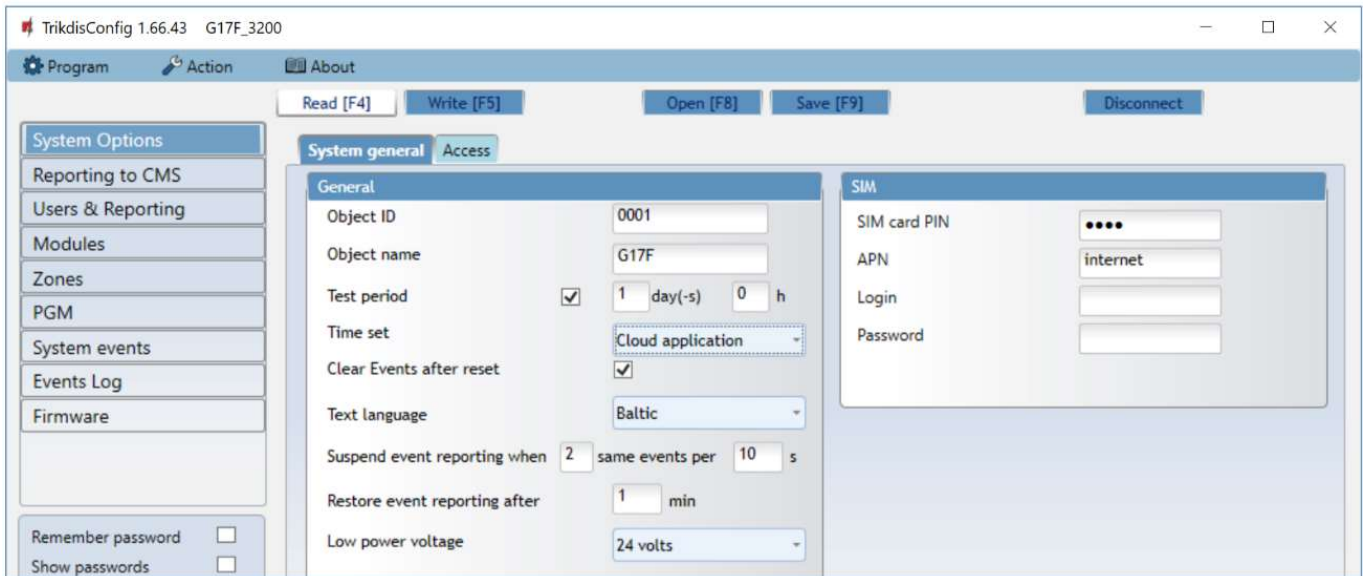 TrikdisConfig 1.66.43 G17F_3200
Program Action About
Read [F4] Write [F5] Open [F8] Save [F9] Disconnect
System Options
Reporting to CMS
Users & Reporting
Modules
Zones
PGM
System events
Events Log
Firmware
Remember password
Show passwords
System general Access
General
Object ID 0001
Object name G17F
Test period 1 day(-s) 0 h
Time set Cloud application
Clear Events after reset
Text language Baltic
Suspend event reporting when 2 same events per 10 s
Restore event reporting after 1 min
Low power voltage 24 volts
SIM
SIM card PIN ••••
APN internet
Login
Password